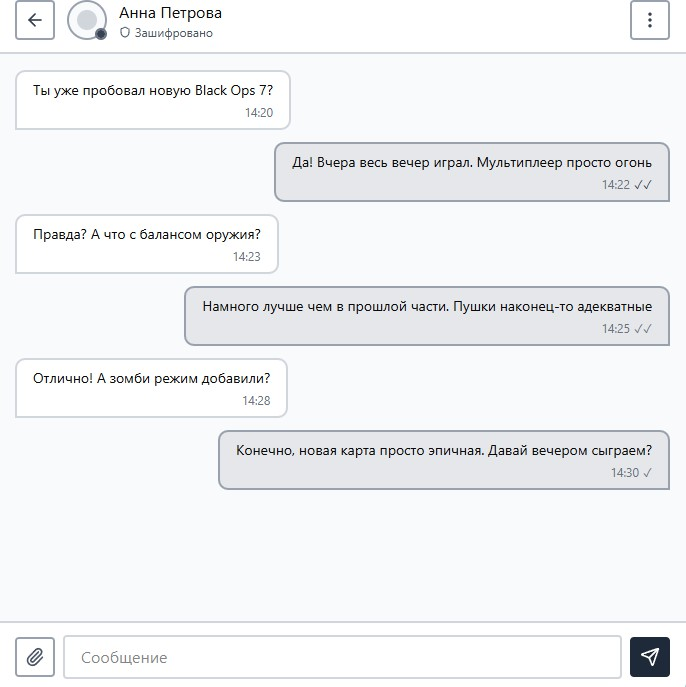 Анна Петрова
Зашифровано
Ты уже пробовал новую Black Ops 7?
14:20
Да! Вчера весь вечер играл. Мультиплеер просто огонь
14:22 ✓✓
Правда? А что с балансом оружия?
14:23
Намного лучше чем в прошлой части. Пушки наконец-то адекватные
14:25 ✓✓
Отлично! А зомби режим добавили?
14:28
Конечно, новая карта просто эпичная. Давай вечером сыграем?
14:30 ✓
Сообщение